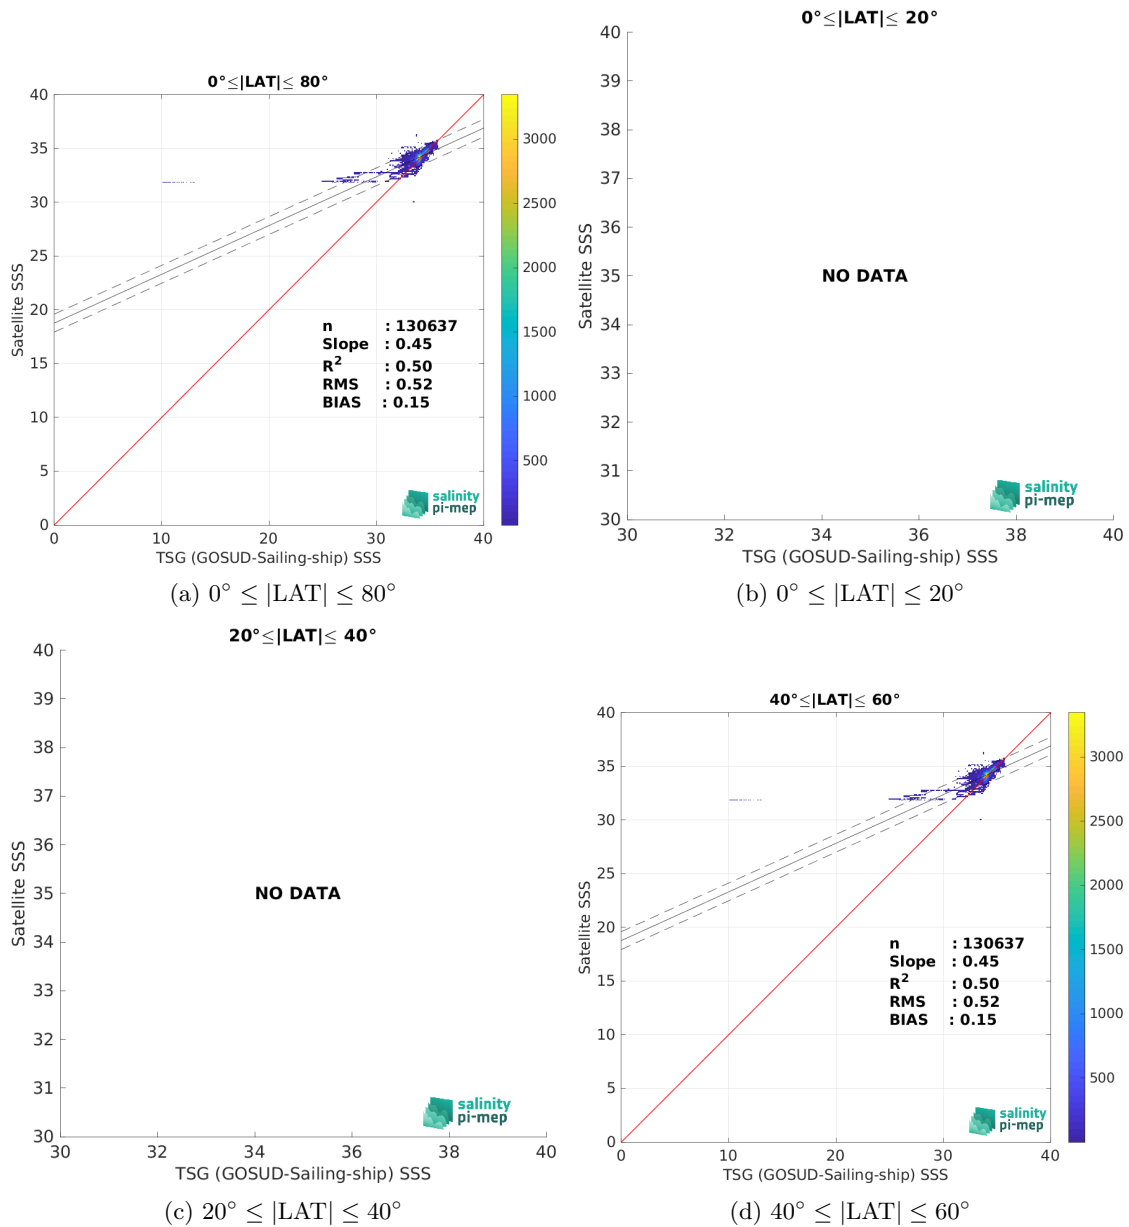 0°≤|LAT|≤ 80°
40
35
30
25
20
15
10
5
0
Satellite SSS
0 10 20 30 40
TSG (GOSUD-Sailing-ship) SSS
n : 130637
Slope : 0.45
R² : 0.50
RMS : 0.52
BIAS : 0.15
salinity
pi-mep
3000
2500
2000
1500
1000
500
(a) 0° ≤ |LAT| ≤ 80°
0°≤|LAT|≤ 20°
40
39
38
37
36
35
34
33
32
31
30
Satellite SSS
NO DATA
salinity
pi-mep
30 32 34 36 38 40
TSG (GOSUD-Sailing-ship) SSS
(b) 0° ≤ |LAT| ≤ 20°
20°≤|LAT|≤ 40°
40
39
38
37
36
35
34
33
32
31
30
Satellite SSS
NO DATA
salinity
pi-mep
30 32 34 36 38 40
TSG (GOSUD-Sailing-ship) SSS
(c) 20° ≤ |LAT| ≤ 40°
40°≤|LAT|≤ 60°
40
35
30
25
20
15
10
5
0
Satellite SSS
n : 130637
Slope : 0.45
R² : 0.50
RMS : 0.52
BIAS : 0.15
salinity
pi-mep
0 10 20 30 40
TSG (GOSUD-Sailing-ship) SSS
3000
2500
2000
1500
1000
500
(d) 40° ≤ |LAT| ≤ 60°